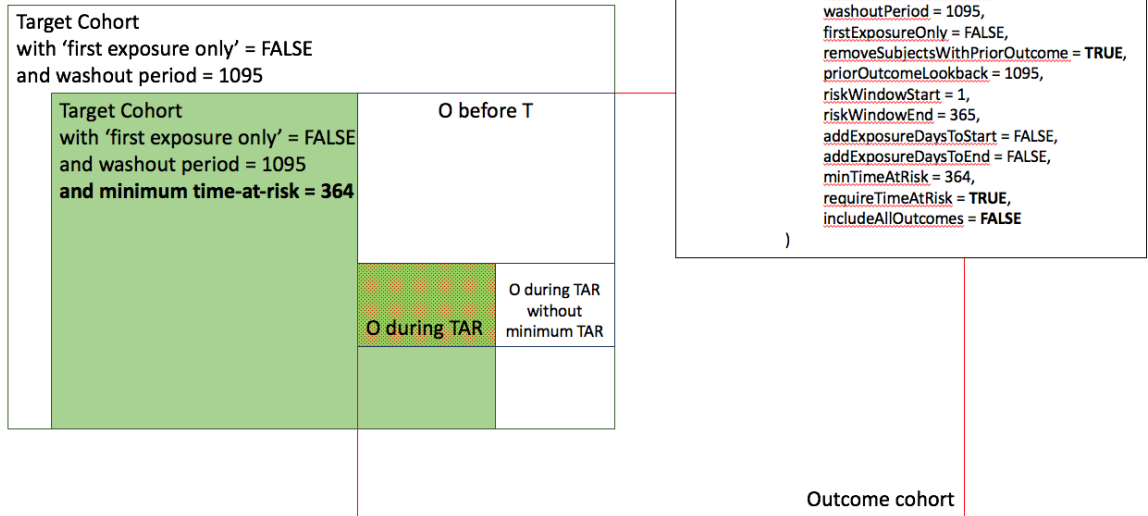 Target Cohort
with ‘first exposure only’ = FALSE
and washout period = 1095
Target Cohort
with ‘first exposure only’ = FALSE
and washout period = 1095
and minimum time-at-risk = 364
O before T
O during TAR
O during TAR
without
minimum TAR
washoutPeriod = 1095,
firstExposureOnly = FALSE,
removeSubjectsWithPriorOutcome = TRUE,
priorOutcomeLookback = 1095,
riskWindowStart = 1,
riskWindowEnd = 365,
addExposureDaysToStart = FALSE,
addExposureDaysToEnd = FALSE,
minTimeAtRisk = 364,
requireTimeAtRisk = TRUE,
includeAllOutcomes = FALSE
)
Outcome cohort